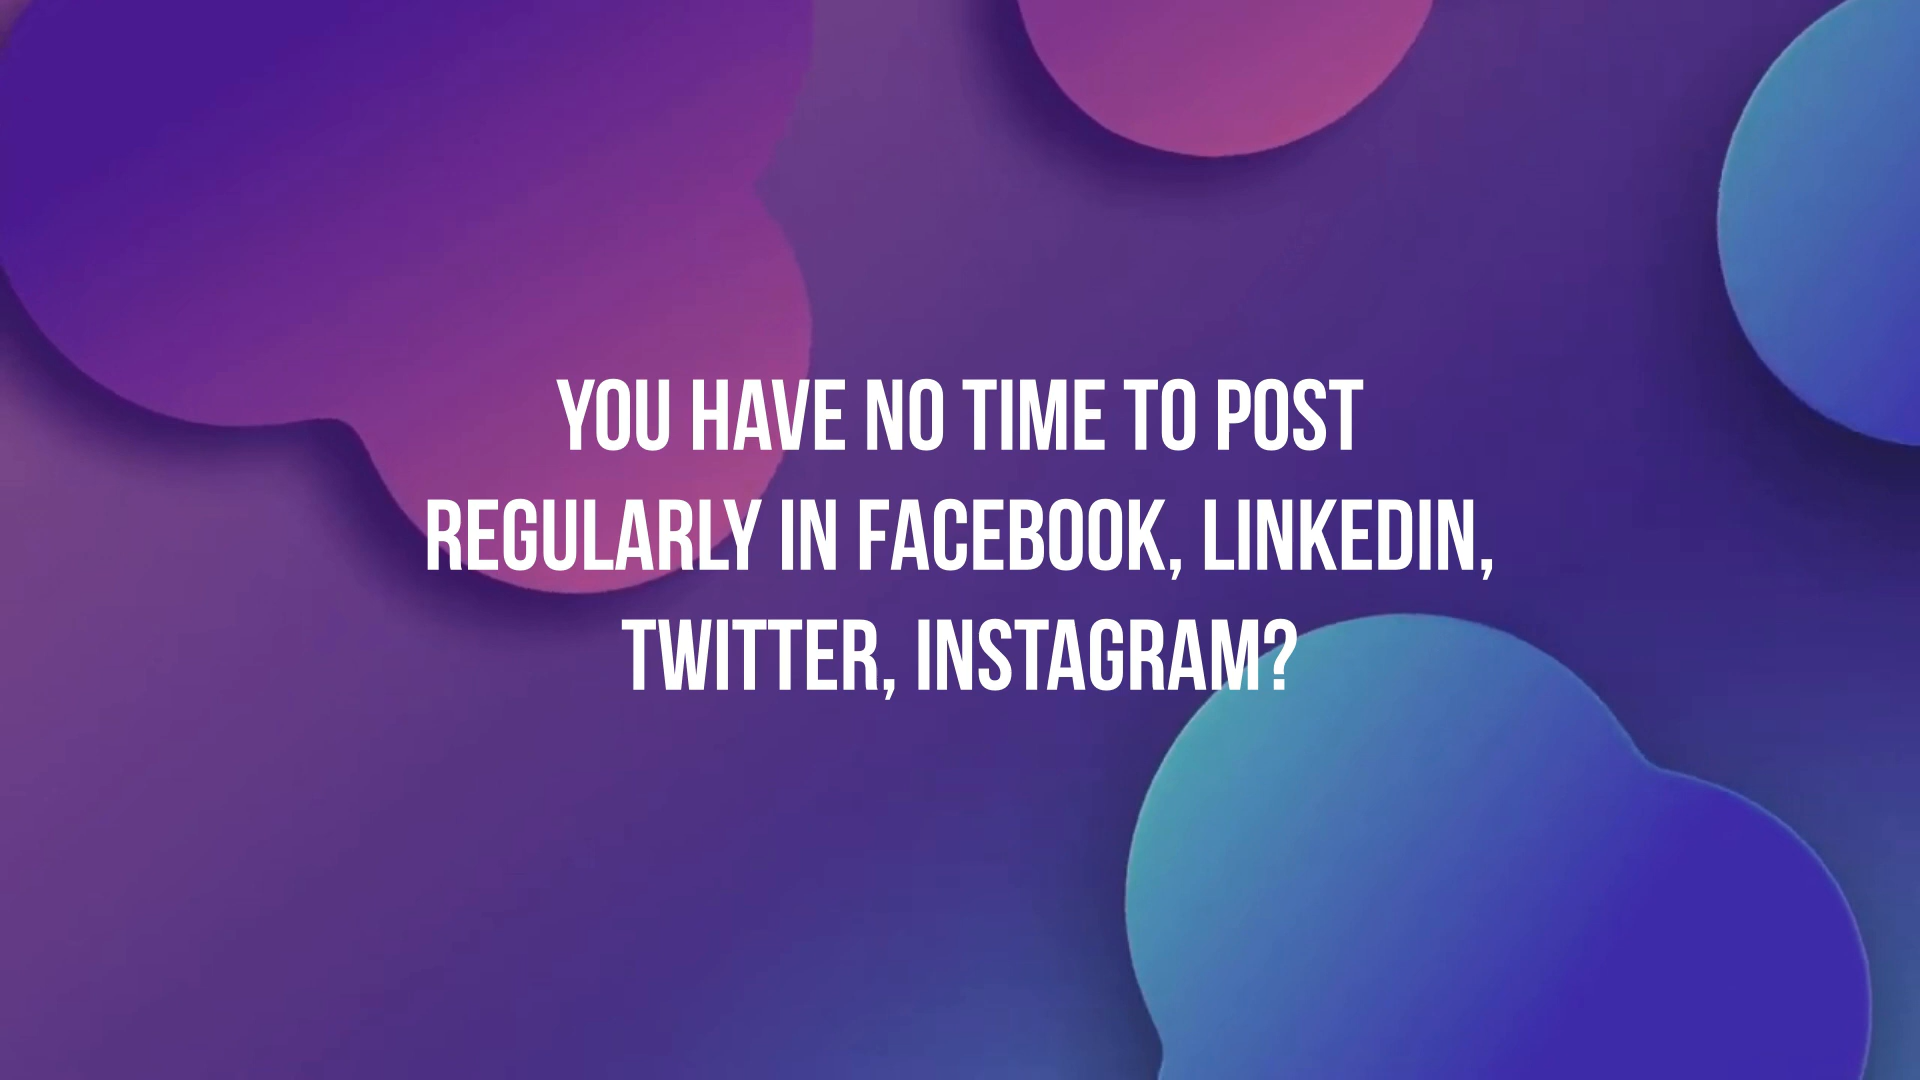 YOU HAVE NO TIME TO POST
REGULARLY IN FACEBOOK, LINKEDIN,
TWITTER, INSTAGRAM?